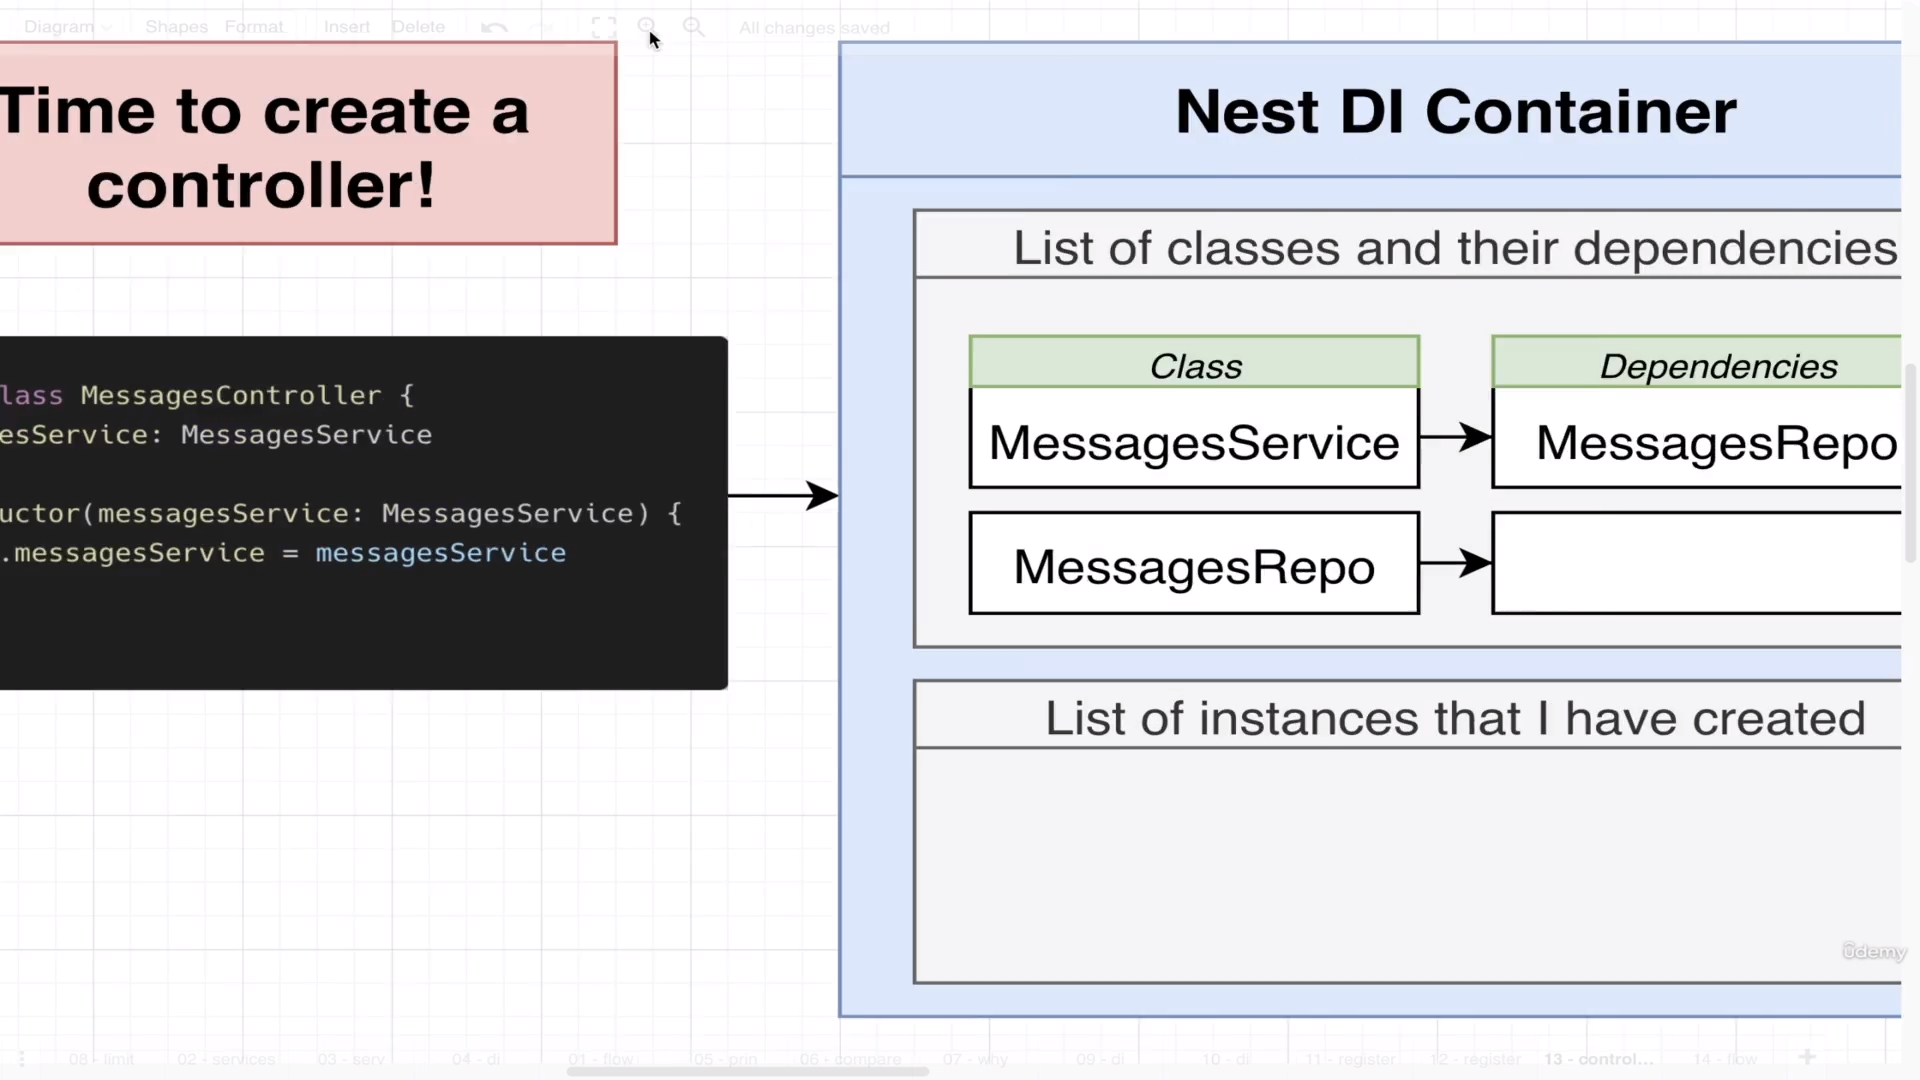 Diagram
Shapes
Format
Insert
Delete
All changes saved
Time to create a
controller!
lass MessagesController {
esService: MessagesService
uctor(messagesService: MessagesService) {
.messagesService = messagesService
Nest DI Container
List of classes and their dependencies
Class
Dependencies
MessagesService
MessagesRepo
MessagesRepo
List of instances that I have created
ûdemy
08 - limit
02 - services
03 - serv
04 - di
01 - flow
05 - prin
06 - compare
07 - why
09 - di
10 - di
11 - register
12 - register
13 - control...
14 - flow